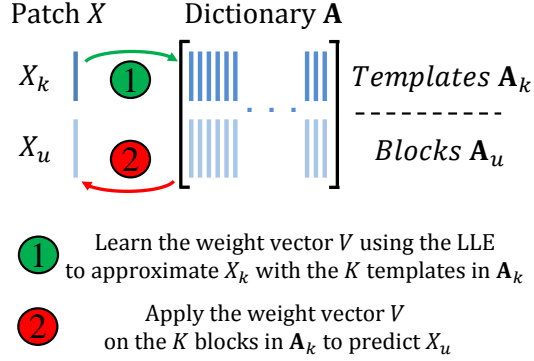 Patch X Dictionary A
X_k 1 Templates A_k
. . .
X_u 2 Blocks A_u
1 Learn the weight vector V using the LLE
to approximate X_k with the K templates in A_k
2 Apply the weight vector V
on the K blocks in A_k to predict X_u